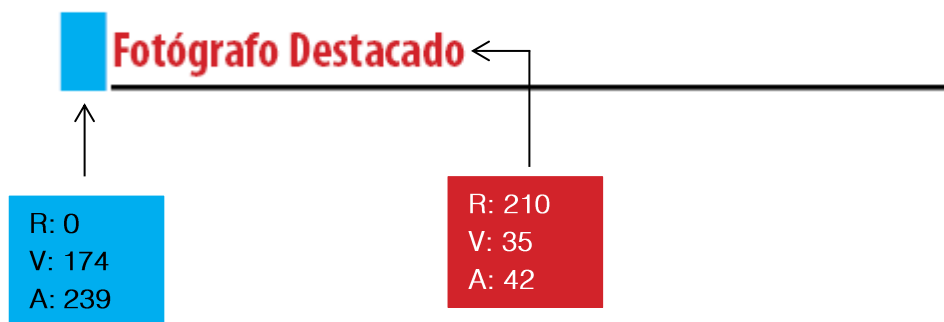 Fotógrafo Destacado
R: 0
V: 174
A: 239
R: 210
V: 35
A: 42